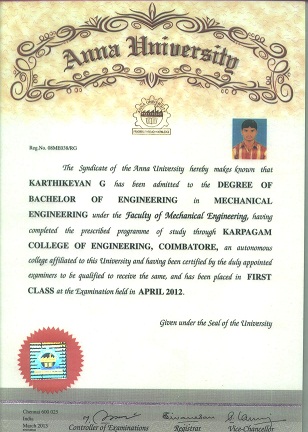 Anna University
Reg.No. 08ME038/RG
The Syndicate of the Anna University hereby makes known that
KARTHIKEYAN G has been admitted to the DEGREE OF
BACHELOR OF ENGINEERING in MECHANICAL
ENGINEERING under the Faculty of Mechanical Engineering, having
completed the prescribed programme of study through KARPAGAM
COLLEGE OF ENGINEERING, COIMBATORE, an autonomous
college affiliated to this University and having been certified by the duly appointed
examiners to be qualified to receive the same, and has been placed in FIRST
CLASS at the Examination held in APRIL 2012.
Given under the Seal of the University
Chennai 600 025
India
March 2013
Controller of Examinations Registrar Vice-Chancellor